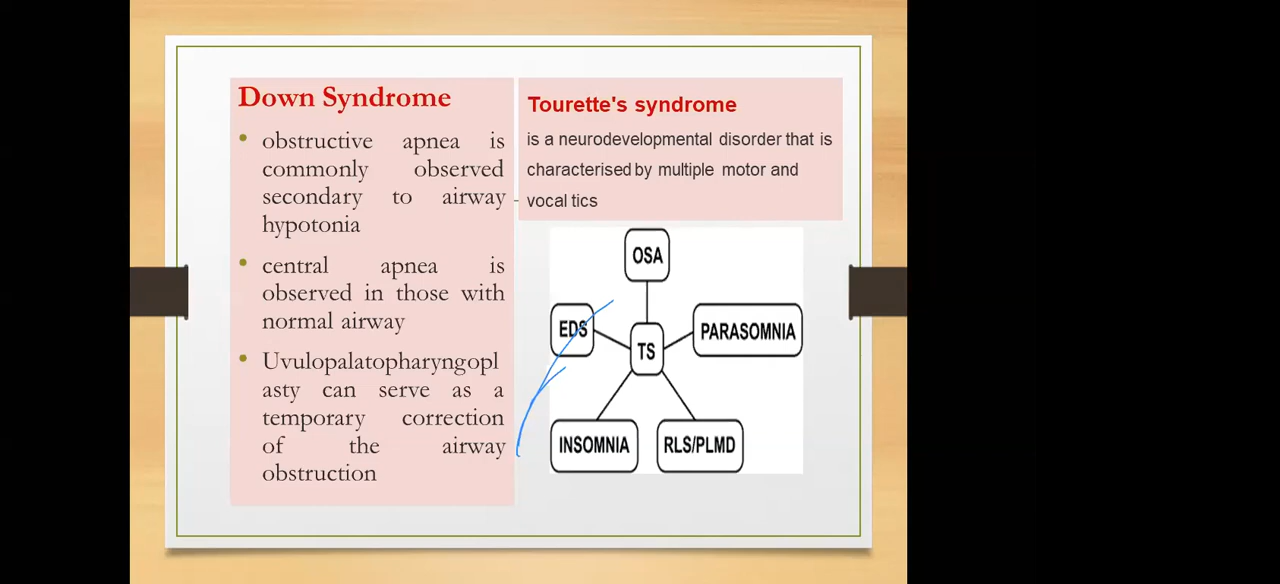 Down Syndrome
obstructive apnea is
commonly observed
secondary to airway
hypotonia
central apnea is
observed in those with
normal airway
Uvulopalatopharyngopl
asty can serve as a
temporary correction
of the airway
obstruction
Tourette's syndrome
is a neurodevelopmental disorder that is
characterised by multiple motor and
vocal tics
OSA
EDS
PARASOMNIA
TS
INSOMNIA
RLS/PLMD